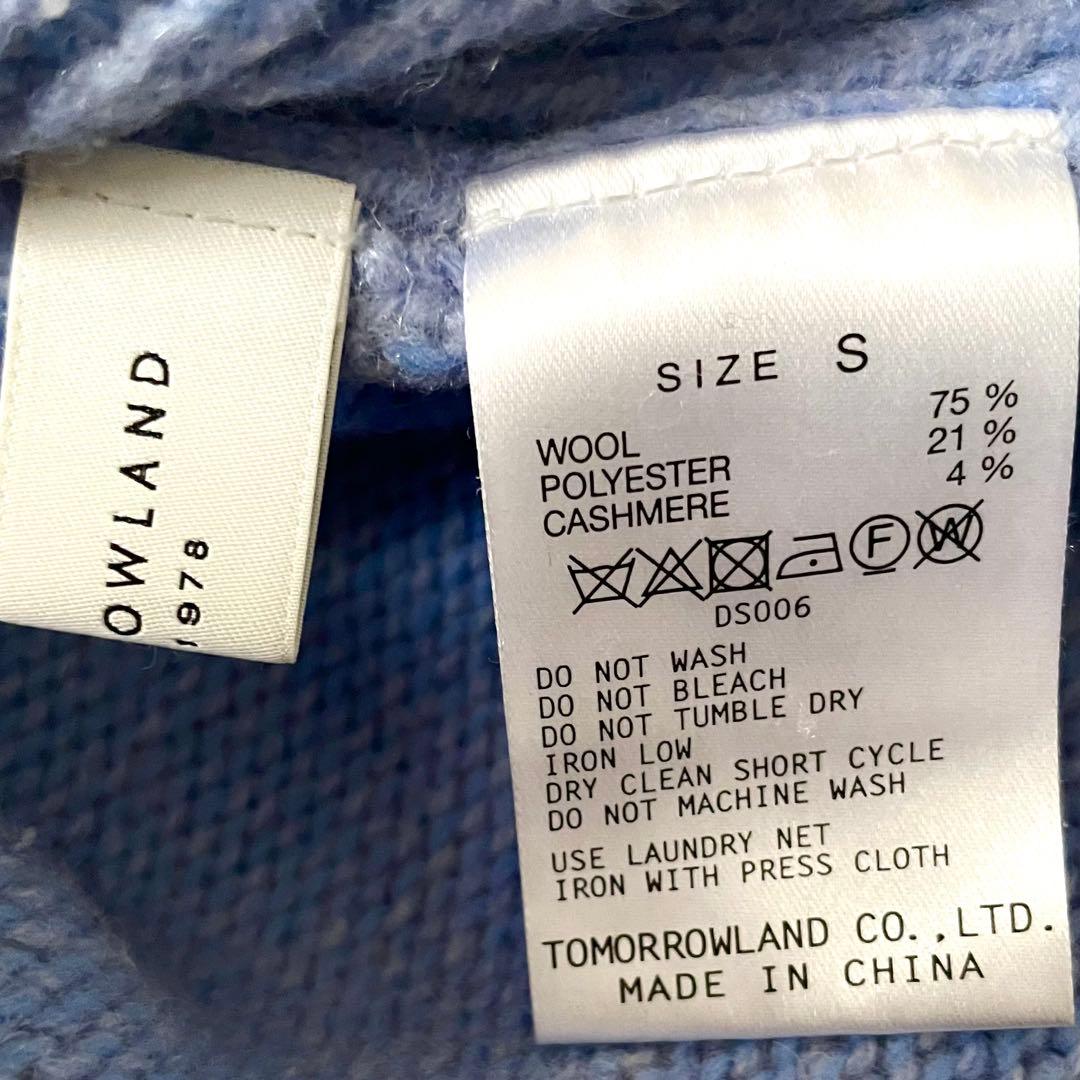 OWLAND
1978
SIZE S
WOOL 75 %
POLYESTER 21 %
CASHMERE 4 %
F W
DS006
DO NOT WASH
DO NOT BLEACH
DO NOT TUMBLE DRY
IRON LOW
DRY CLEAN SHORT CYCLE
DO NOT MACHINE WASH
USE LAUNDRY NET
IRON WITH PRESS CLOTH
TOMORROWLAND CO.,LTD.
MADE IN CHINA